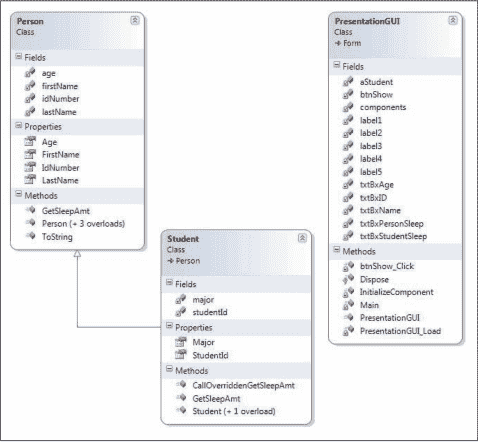 Person
Class
Fields
age
firstName
idNumber
lastName
Properties
Age
FirstName
IdNumber
LastName
Methods
GetSleepAmt
Person (+ 3 overloads)
ToString
Student
Class
Person
Fields
major
studentId
Properties
Major
StudentId
Methods
CallOverriddenGetSleepAmt
GetSleepAmt
Student (+ 1 overload)
PresentationGUI
Class
Form
Fields
aStudent
btnShow
components
label1
label2
label3
label4
label5
txtBxAge
txtBxID
txtBxName
txtBxPersonSleep
txtBxStudentSleep
Methods
btnShow_Click
Dispose
InitializeComponent
Main
PresentationGUI
PresentationGUI_Load